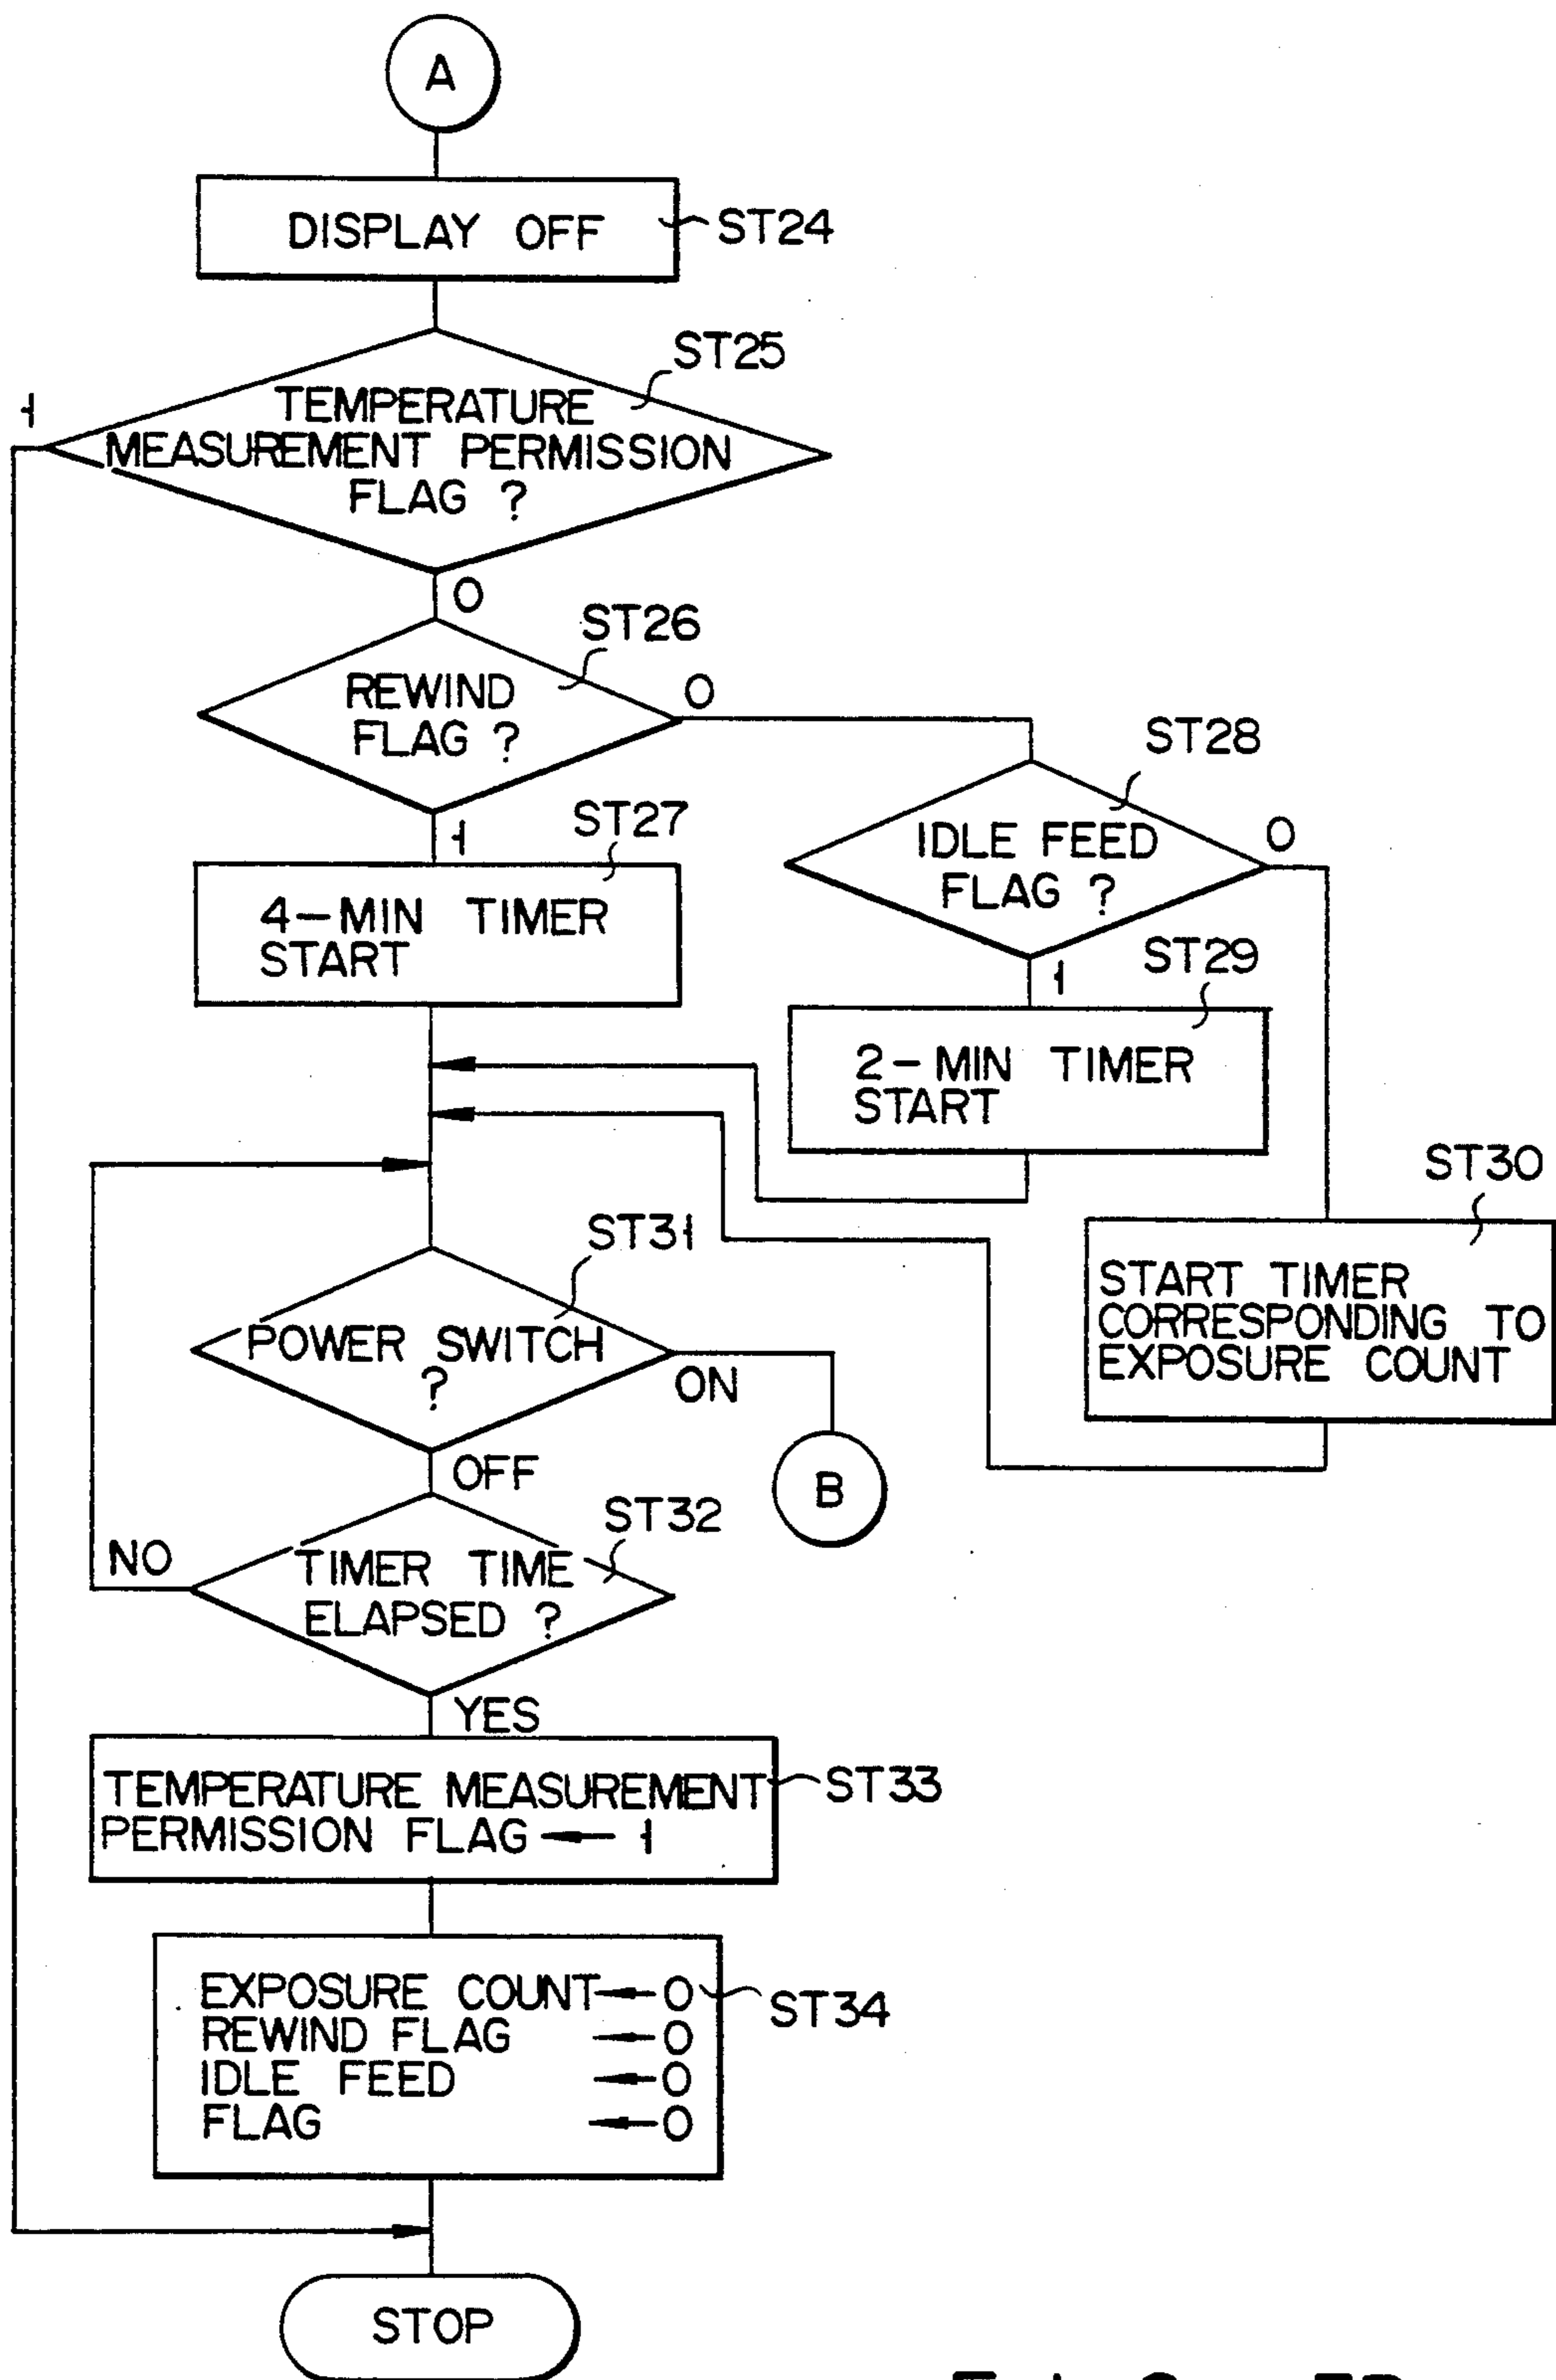 A
DISPLAY OFF
ST24
ST25
1
TEMPERATURE
MEASUREMENT PERMISSION
FLAG ?
0
ST26
REWIND
FLAG ?
0
1
ST27
4-MIN TIMER
START
ST28
IDLE FEED
FLAG ?
0
1
ST29
2-MIN TIMER
START
ST30
START TIMER
CORRESPONDING TO
EXPOSURE COUNT
ST31
POWER SWITCH
?
ON
B
OFF
ST32
NO
TIMER TIME
ELAPSED ?
YES
TEMPERATURE MEASUREMENT
PERMISSION FLAG ← 1
ST33
EXPOSURE COUNT ← 0
REWIND FLAG ← 0
IDLE FEED ← 0
FLAG ← 0
ST34
STOP